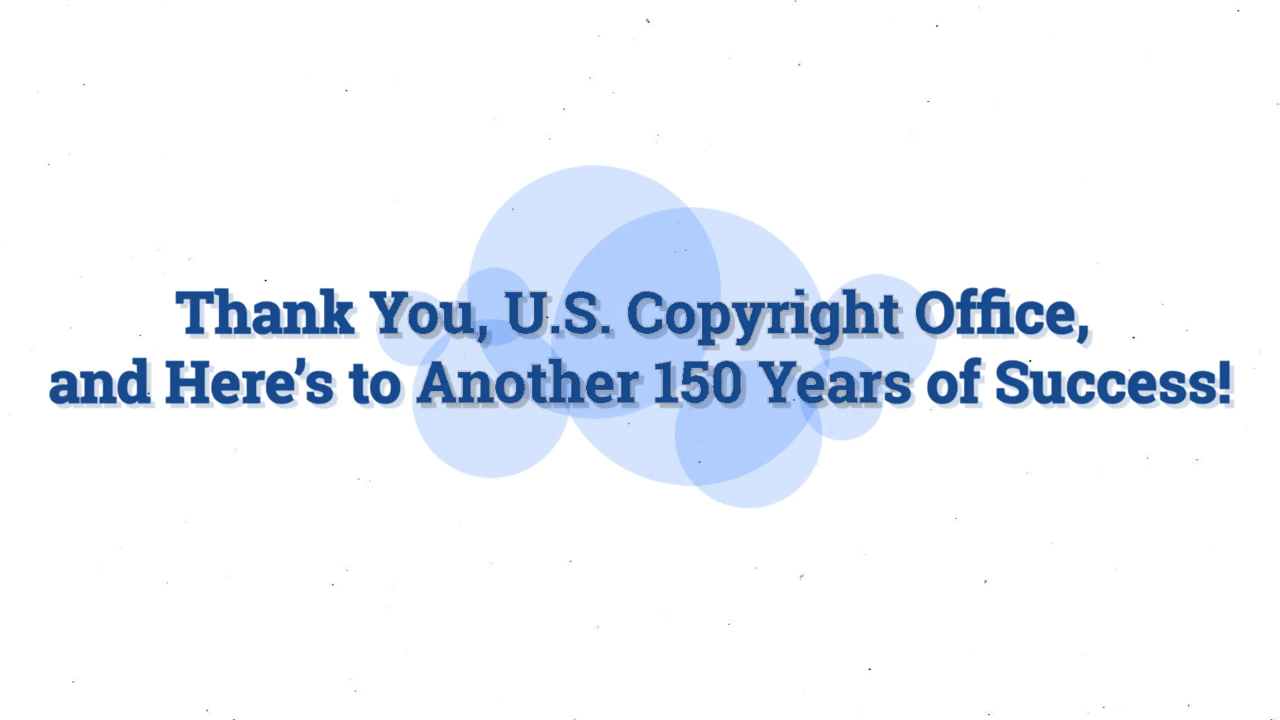 Thank You, U.S. Copyright Office,
and Here’s to Another 150 Years of Success!